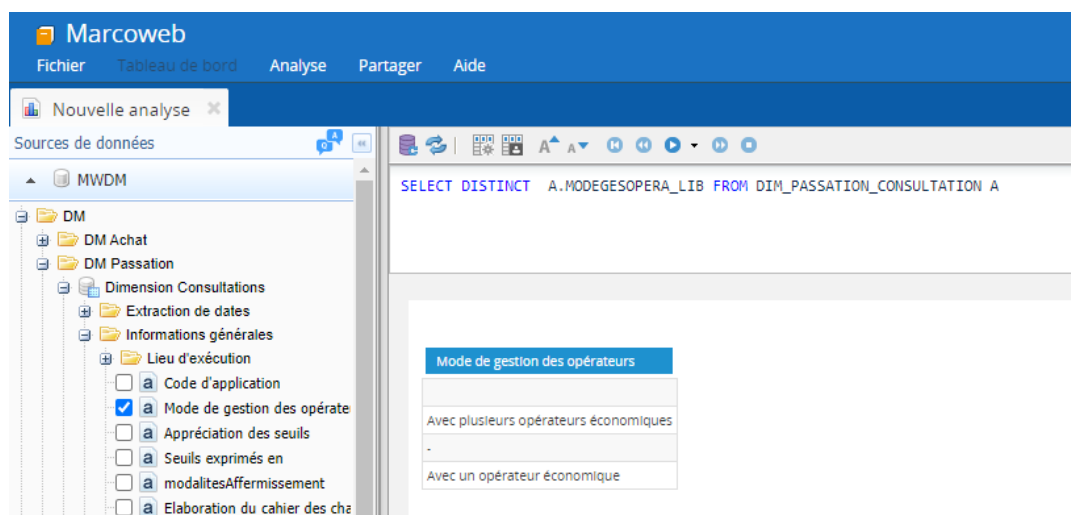 Marcoweb
Fichier Tableau de bord Analyse Partager Aide
Nouvelle analyse
Sources de données
MWDM
DM
DM Achat
DM Passation
Dimension Consultations
Extraction de dates
Informations générales
Lieu d'exécution
a Code d'application
a Mode de gestion des opérate
a Appréciation des seuils
a Seuils exprimés en
a modalitesAffermissement
a Elaboration du cahier des cha
SELECT DISTINCT A.MODEGESOPERA_LIB FROM DIM_PASSATION_CONSULTATION A
Mode de gestion des opérateurs
Avec plusieurs opérateurs économiques
-
Avec un opérateur économique